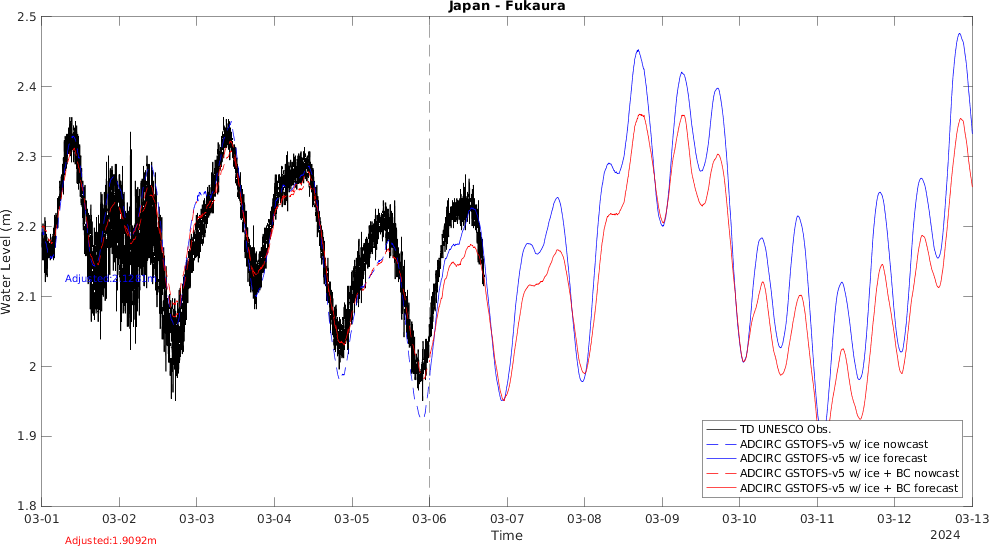 Japan - Fukaura
2.5
2.4
2.3
2.2
2.1
2
1.9
1.8
Water Level (m)
Adjusted:2
TD UNESCO Obs.
ADCIRC GSTOFS-v5 w/ ice nowcast
ADCIRC GSTOFS-v5 w/ ice forecast
ADCIRC GSTOFS-v5 w/ ice + BC nowcast
ADCIRC GSTOFS-v5 w/ ice + BC forecast
03-01 03-02 03-03 03-04 03-05 03-06 03-07 03-08 03-09 03-10 03-11 03-12 03-13
Time
2024
Adjusted:1.9092m